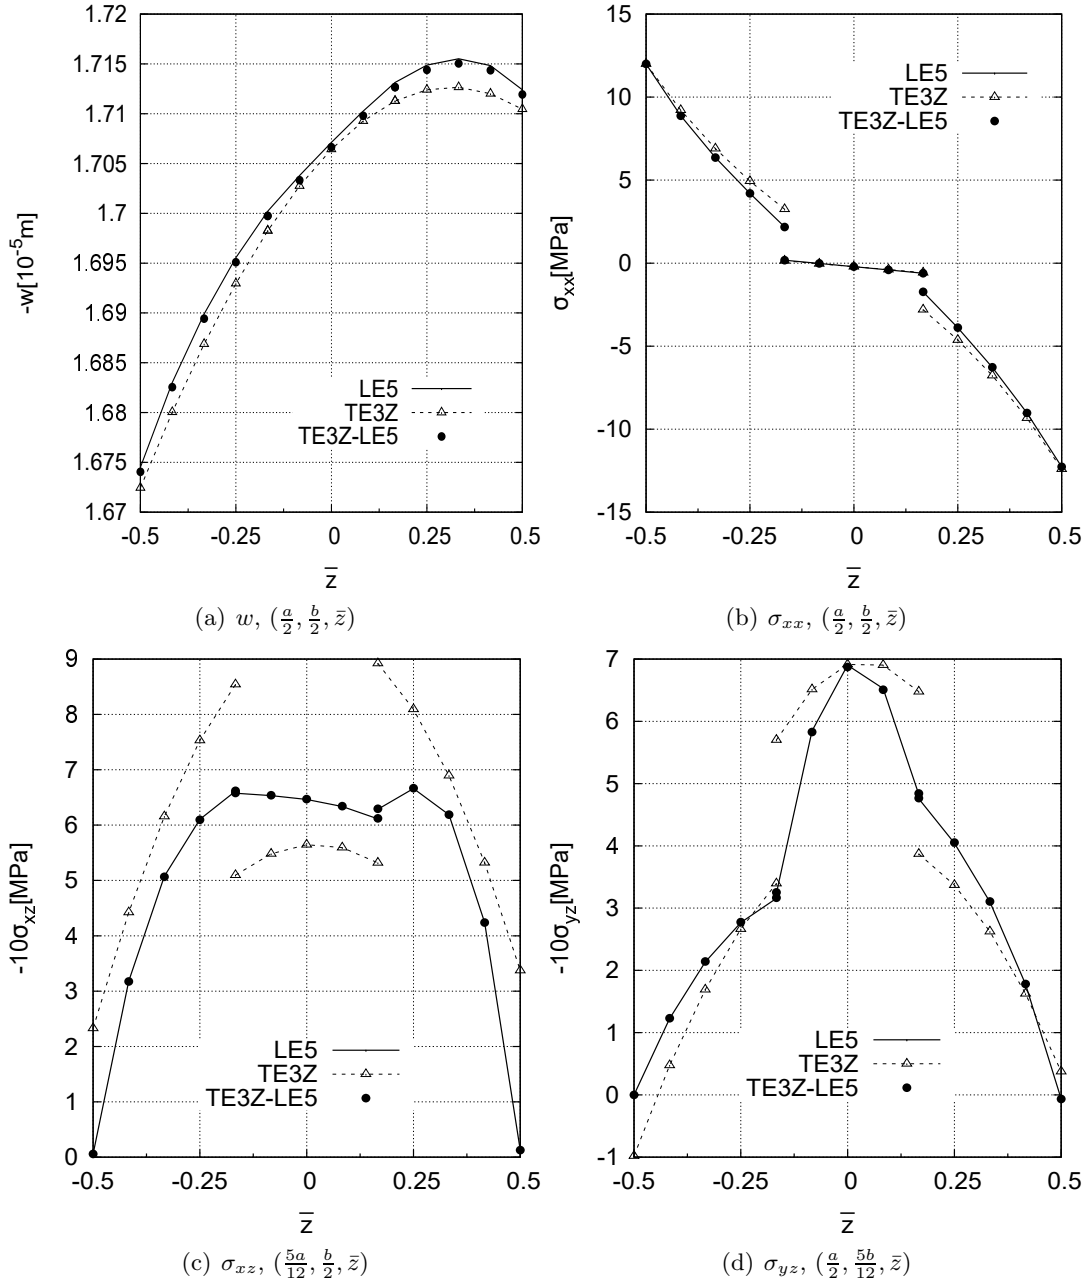 1.72
1.715
1.71
1.705
1.7
1.695
1.69
1.685
1.68
1.675
1.67
-w[10⁻⁵m]
LE5
TE3Z
TE3Z-LE5
-0.5 -0.25 0 0.25 0.5
z̅
(a) w, (a/2, b/2, z̄)
15
10
5
0
-5
-10
-15
σxx[MPa]
LE5
TE3Z
TE3Z-LE5
-0.5 -0.25 0 0.25 0.5
z̅
(b) σxx, (a/2, b/2, z̄)
9
8
7
6
5
4
3
2
1
0
-10σxz[MPa]
LE5
TE3Z
TE3Z-LE5
-0.5 -0.25 0 0.25 0.5
z̅
(c) σxz, (5a/12, b/2, z̄)
7
6
5
4
3
2
1
0
-1
-10σyz[MPa]
LE5
TE3Z
TE3Z-LE5
-0.5 -0.25 0 0.25 0.5
z̅
(d) σyz, (a/2, 5b/12, z̄)